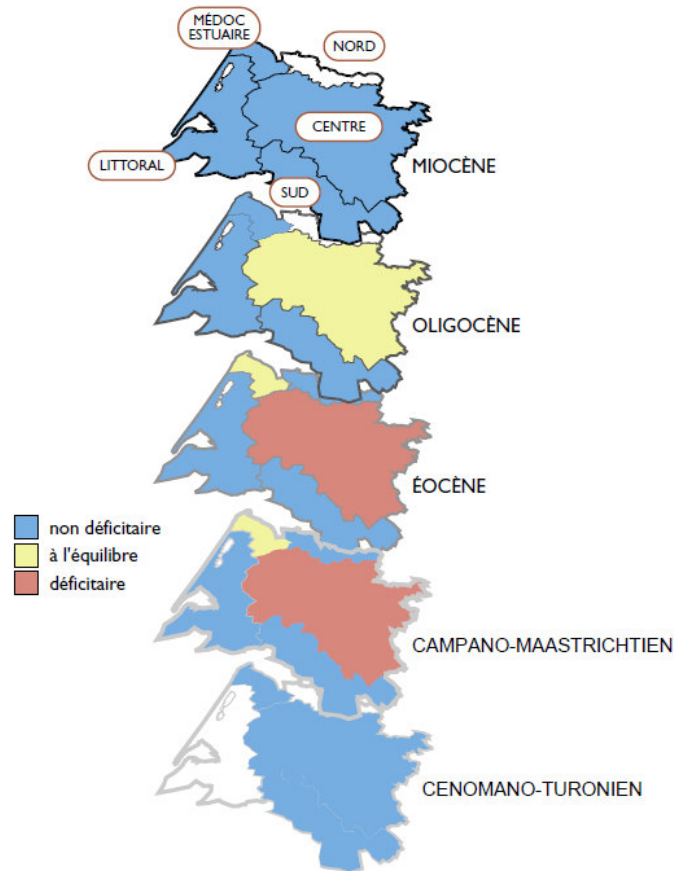 MÉDOC
ESTUAIRE
NORD
CENTRE
LITTORAL
MIOCÈNE
SUD
OLIGOCÈNE
ÉOCÈNE
non déficitaire
à l'équilibre
déficitaire
CAMPANO-MAASTRICHTIEN
CENOMANO-TURONIEN